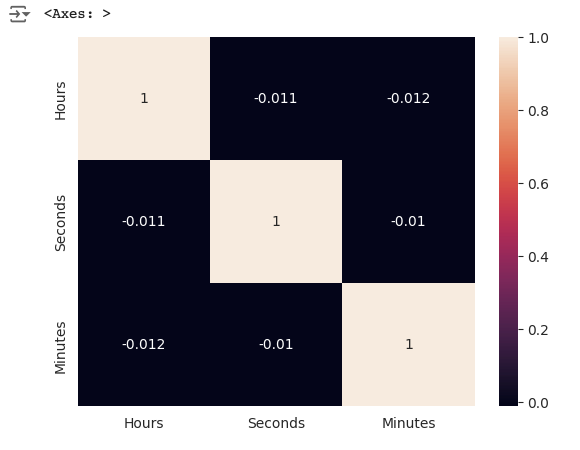 <Axes: >
Hours
1
-0.011
-0.012
Seconds
-0.011
1
-0.01
Minutes
-0.012
-0.01
1
Hours
Seconds
Minutes
1.0
0.8
0.6
0.4
0.2
0.0